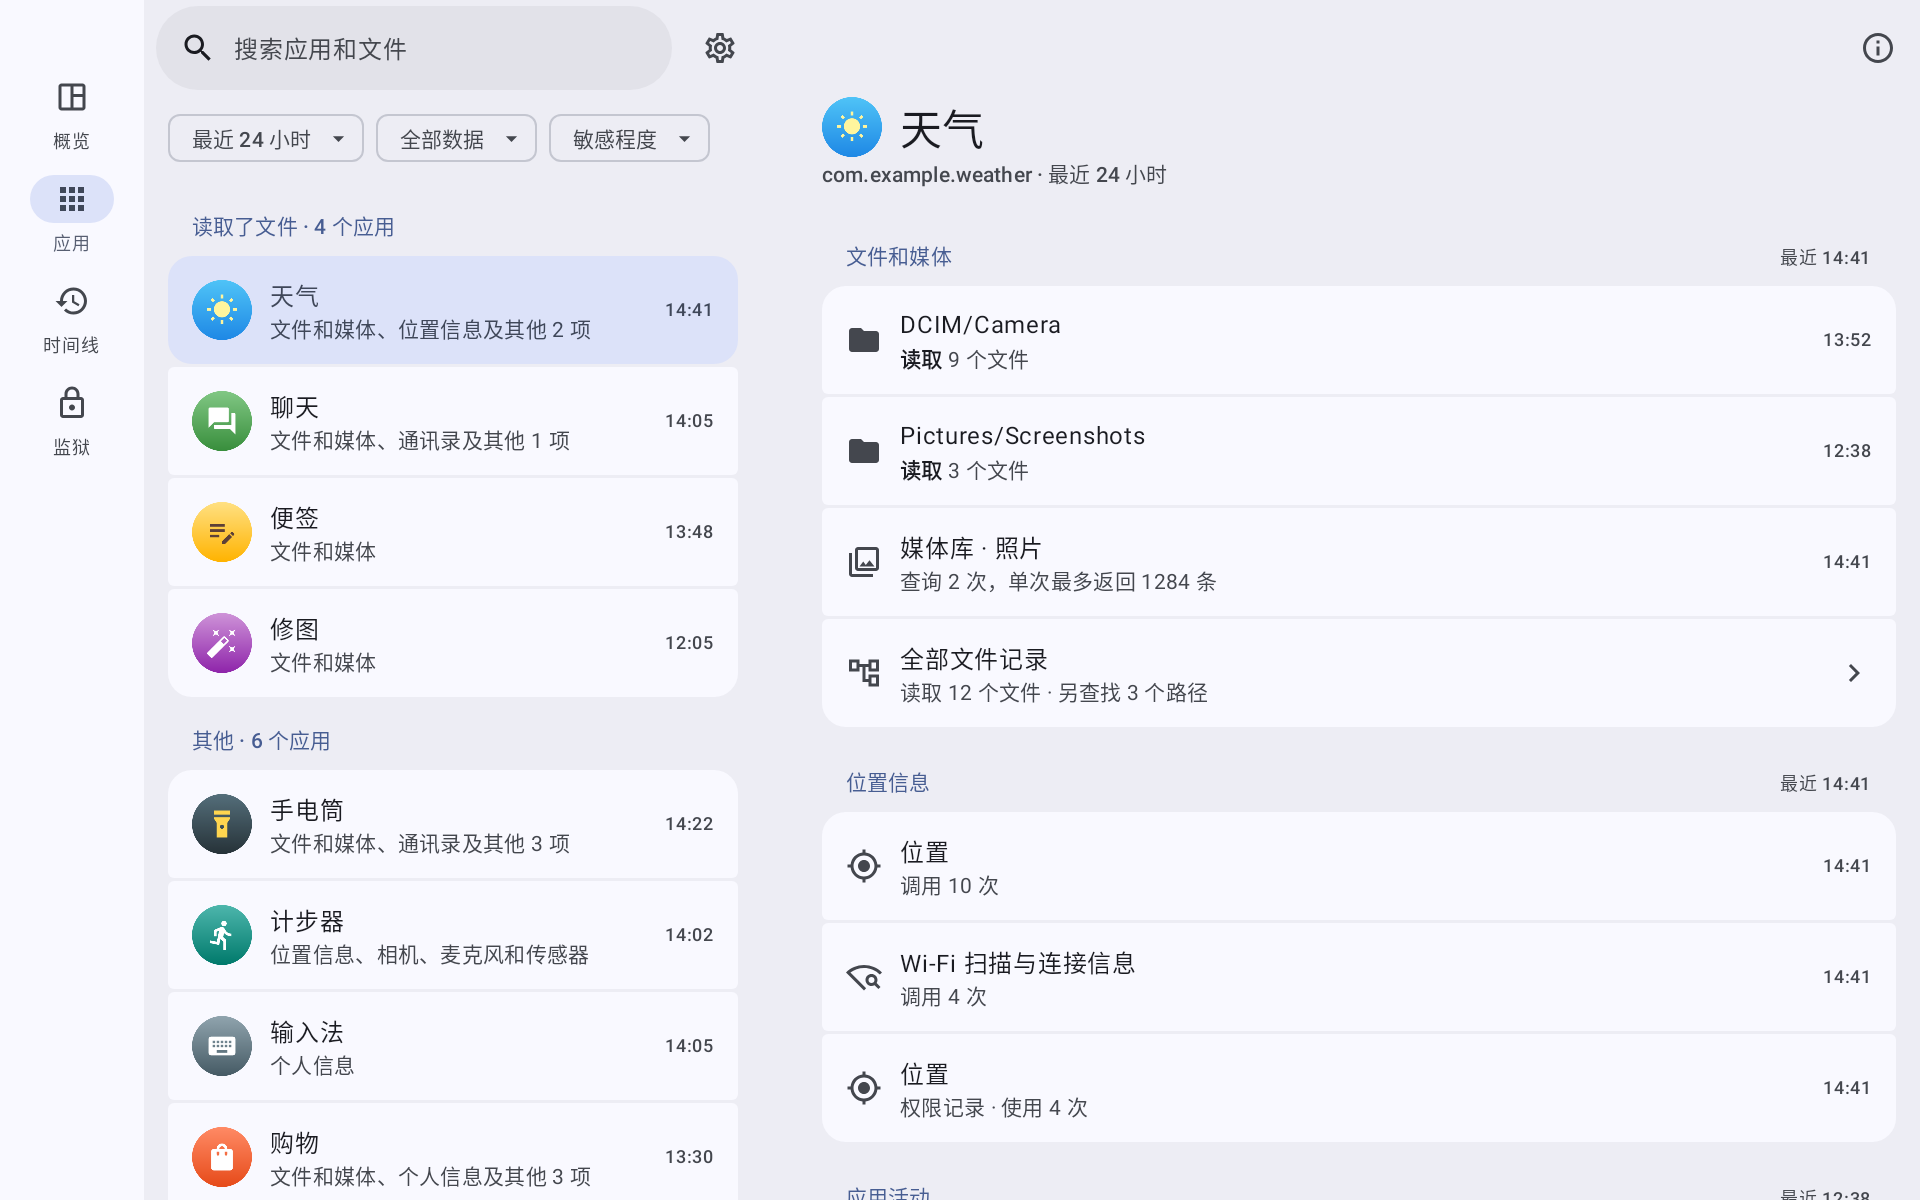 概览
应用
时间线
监狱
搜索应用和文件
最近 24 小时
全部数据
敏感程度
读取了文件 · 4 个应用
天气
文件和媒体、位置信息及其他 2 项
14:41
聊天
文件和媒体、通讯录及其他 1 项
14:05
便签
文件和媒体
13:48
修图
文件和媒体
12:05
其他 · 6 个应用
手电筒
文件和媒体、通讯录及其他 3 项
14:22
计步器
位置信息、相机、麦克风和传感器
14:02
输入法
个人信息
14:05
购物
文件和媒体、个人信息及其他 3 项
13:30
天气
com.example.weather · 最近 24 小时
文件和媒体
最近 14:41
DCIM/Camera
读取 9 个文件
13:52
Pictures/Screenshots
读取 3 个文件
12:38
媒体库 · 照片
查询 2 次，单次最多返回 1284 条
14:41
全部文件记录
读取 12 个文件 · 另查找 3 个路径
位置信息
最近 14:41
位置
调用 10 次
14:41
Wi-Fi 扫描与连接信息
调用 4 次
14:41
位置
权限记录 · 使用 4 次
14:41
应用活动
最近 12:38